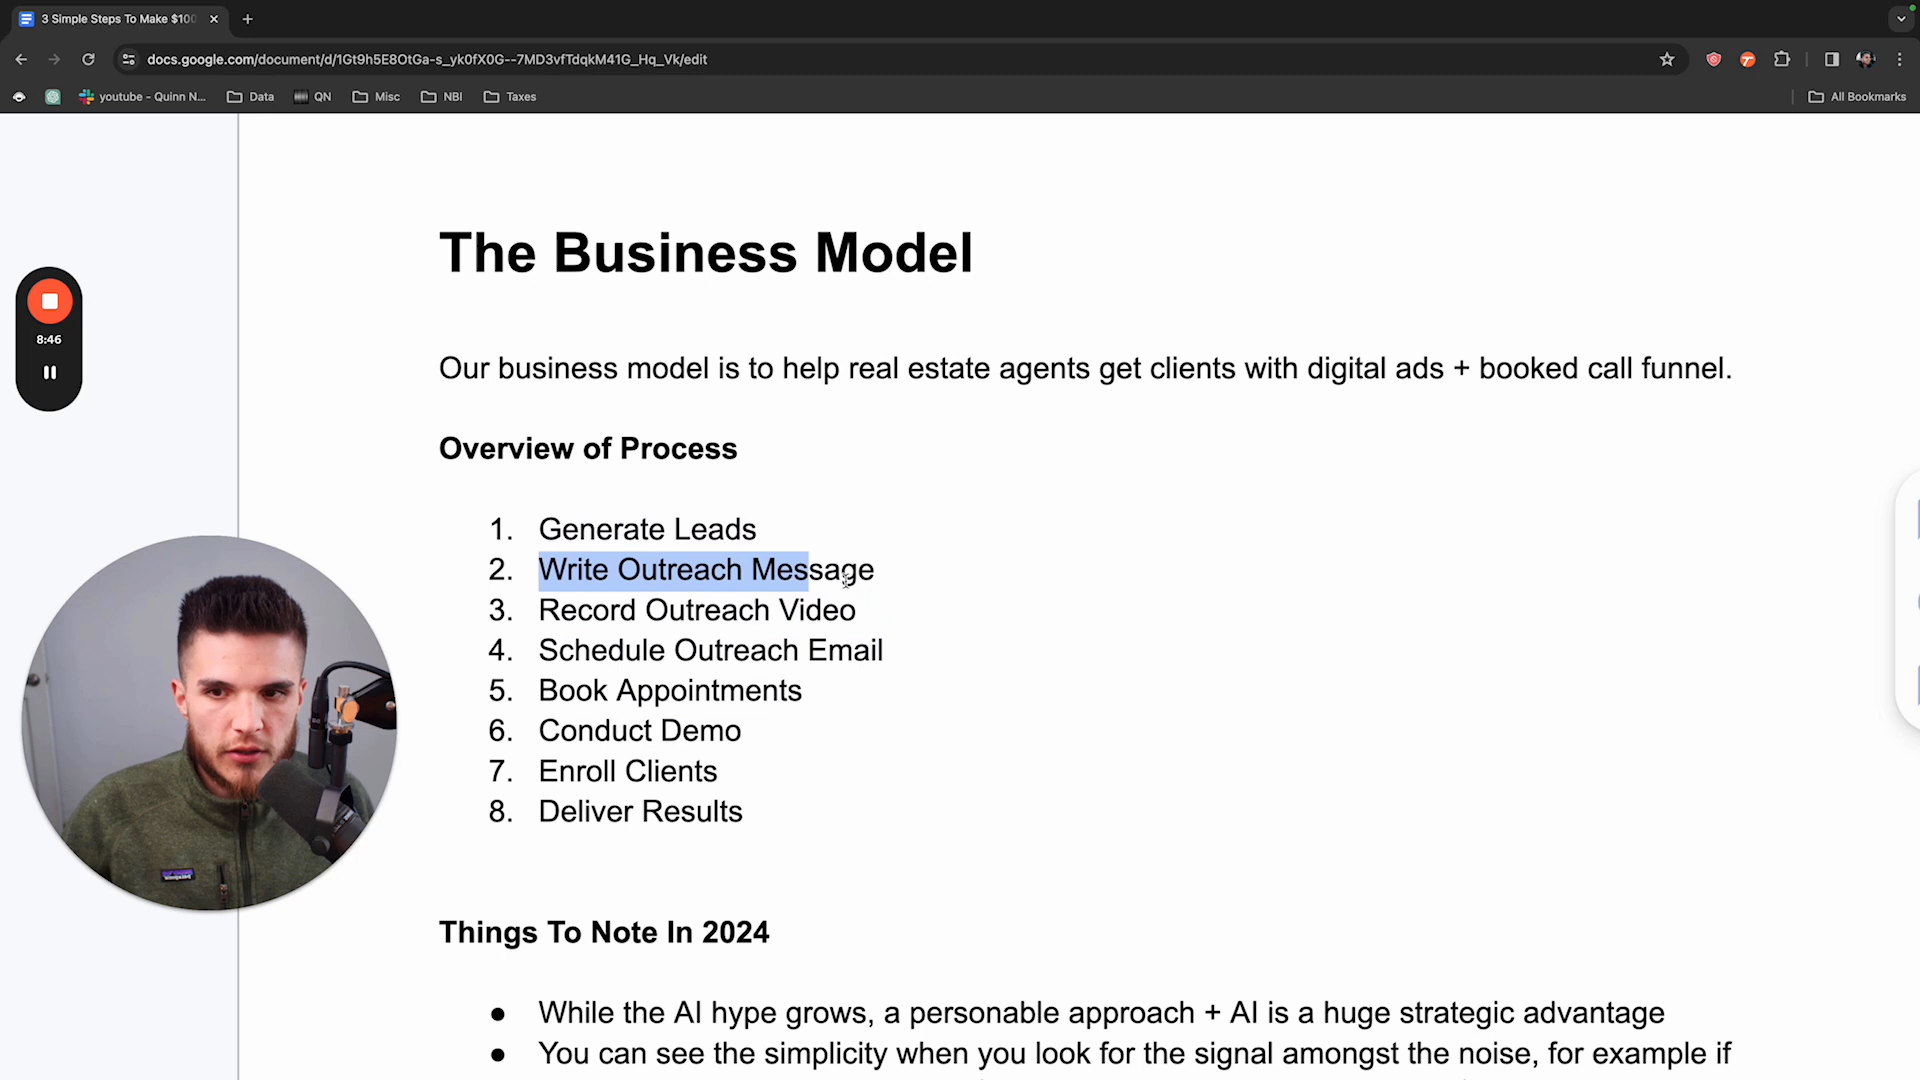 3 Simple Steps To Make $100
docs.google.com/document/d/1Gt9h5E8OtGa-s_yk0fX0G--7MD3vfTdqkM41G_Hq_Vk/edit
youtube - Quinn N...
Data
QN
Misc
NBI
Taxes
All Bookmarks
The Business Model
8:46
Our business model is to help real estate agents get clients with digital ads + booked call funnel.
Overview of Process
1. Generate Leads
2. Write Outreach Message
3. Record Outreach Video
4. Schedule Outreach Email
5. Book Appointments
6. Conduct Demo
7. Enroll Clients
8. Deliver Results
patagonia
Things To Note In 2024
● While the AI hype grows, a personable approach + AI is a huge strategic advantage
● You can see the simplicity when you look for the signal amongst the noise, for example if